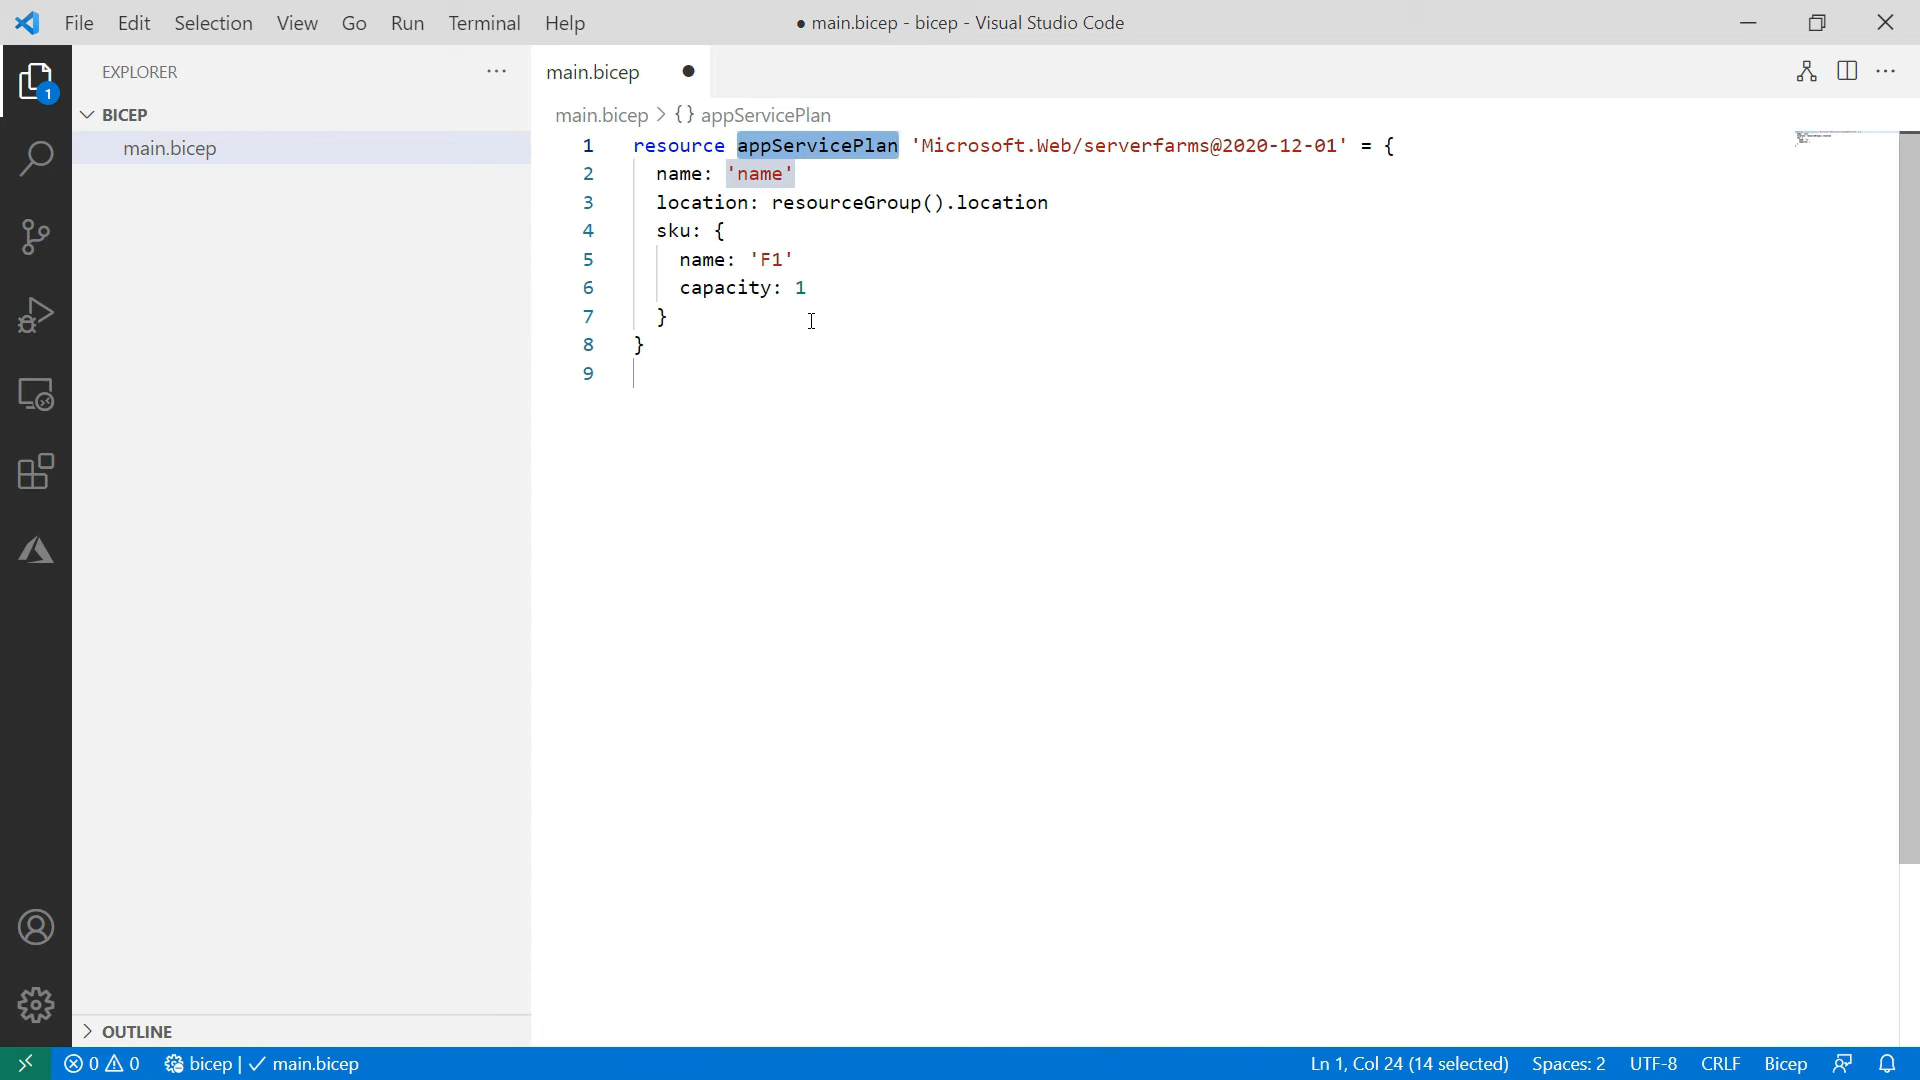 File Edit Selection View Go Run Terminal Help
● main.bicep - bicep - Visual Studio Code
EXPLORER
1
BICEP
main.bicep
OUTLINE
main.bicep
main.bicep > {} appServicePlan
1 resource appServicePlan 'Microsoft.Web/serverfarms@2020-12-01' = {
2 name: 'name'
3 location: resourceGroup().location
4 sku: {
5 name: 'F1'
6 capacity: 1
7 }
8 }
9
0 0 bicep | ✓ main.bicep
Ln 1, Col 24 (14 selected) Spaces: 2 UTF-8 CRLF Bicep